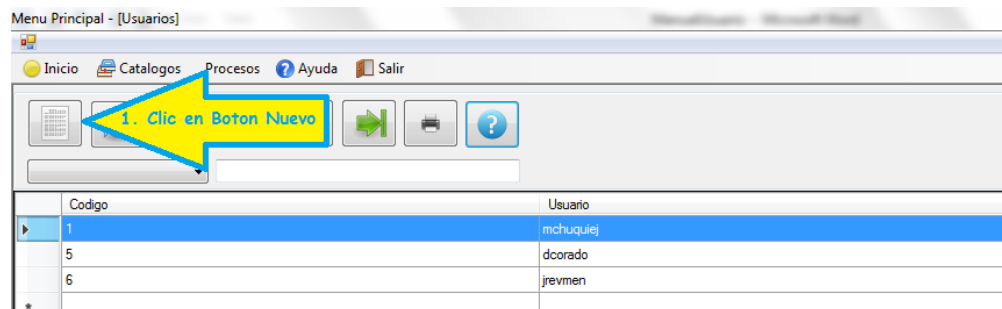 Menu Principal - [Usuarios]
Inicio Catalogos Procesos Ayuda Salir
1. Clic en Boton Nuevo
Codigo Usuario
1 mchuquiej
5 dcorado
6 jrevmen